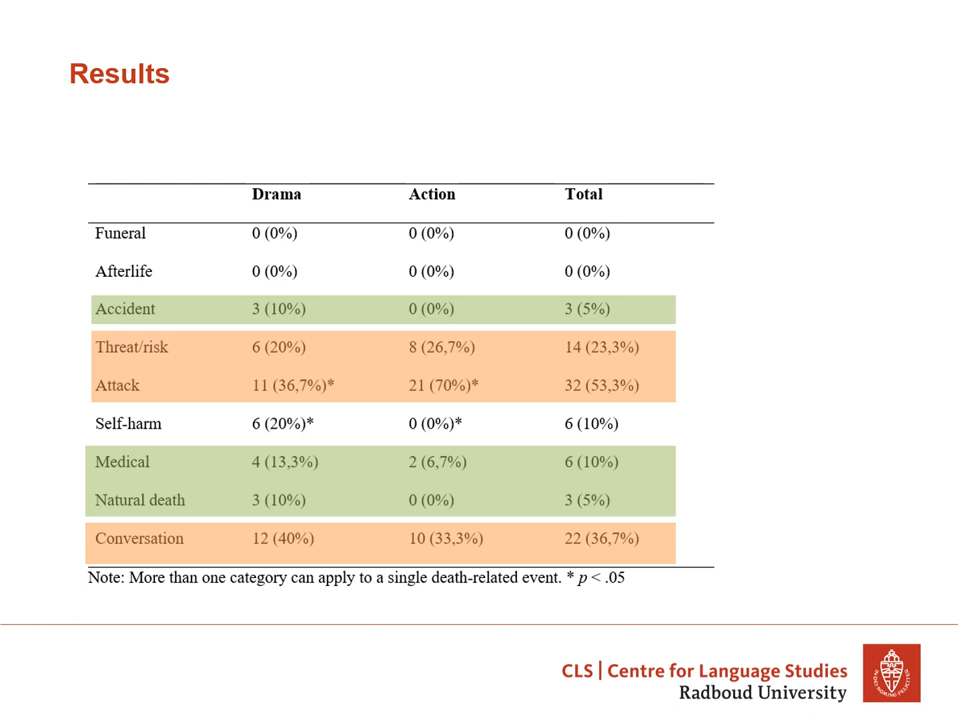 Results
Drama Action Total
Funeral 0 (0%) 0 (0%) 0 (0%)
Afterlife 0 (0%) 0 (0%) 0 (0%)
Accident 3 (10%) 0 (0%) 3 (5%)
Threat/risk 6 (20%) 8 (26,7%) 14 (23,3%)
Attack 11 (36,7%)* 21 (70%)* 32 (53,3%)
Self-harm 6 (20%)* 0 (0%)* 6 (10%)
Medical 4 (13,3%) 2 (6,7%) 6 (10%)
Natural death 3 (10%) 0 (0%) 3 (5%)
Conversation 12 (40%) 10 (33,3%) 22 (36,7%)
Note: More than one category can apply to a single death-related event. * p < .05
CLS | Centre for Language Studies
Radboud University